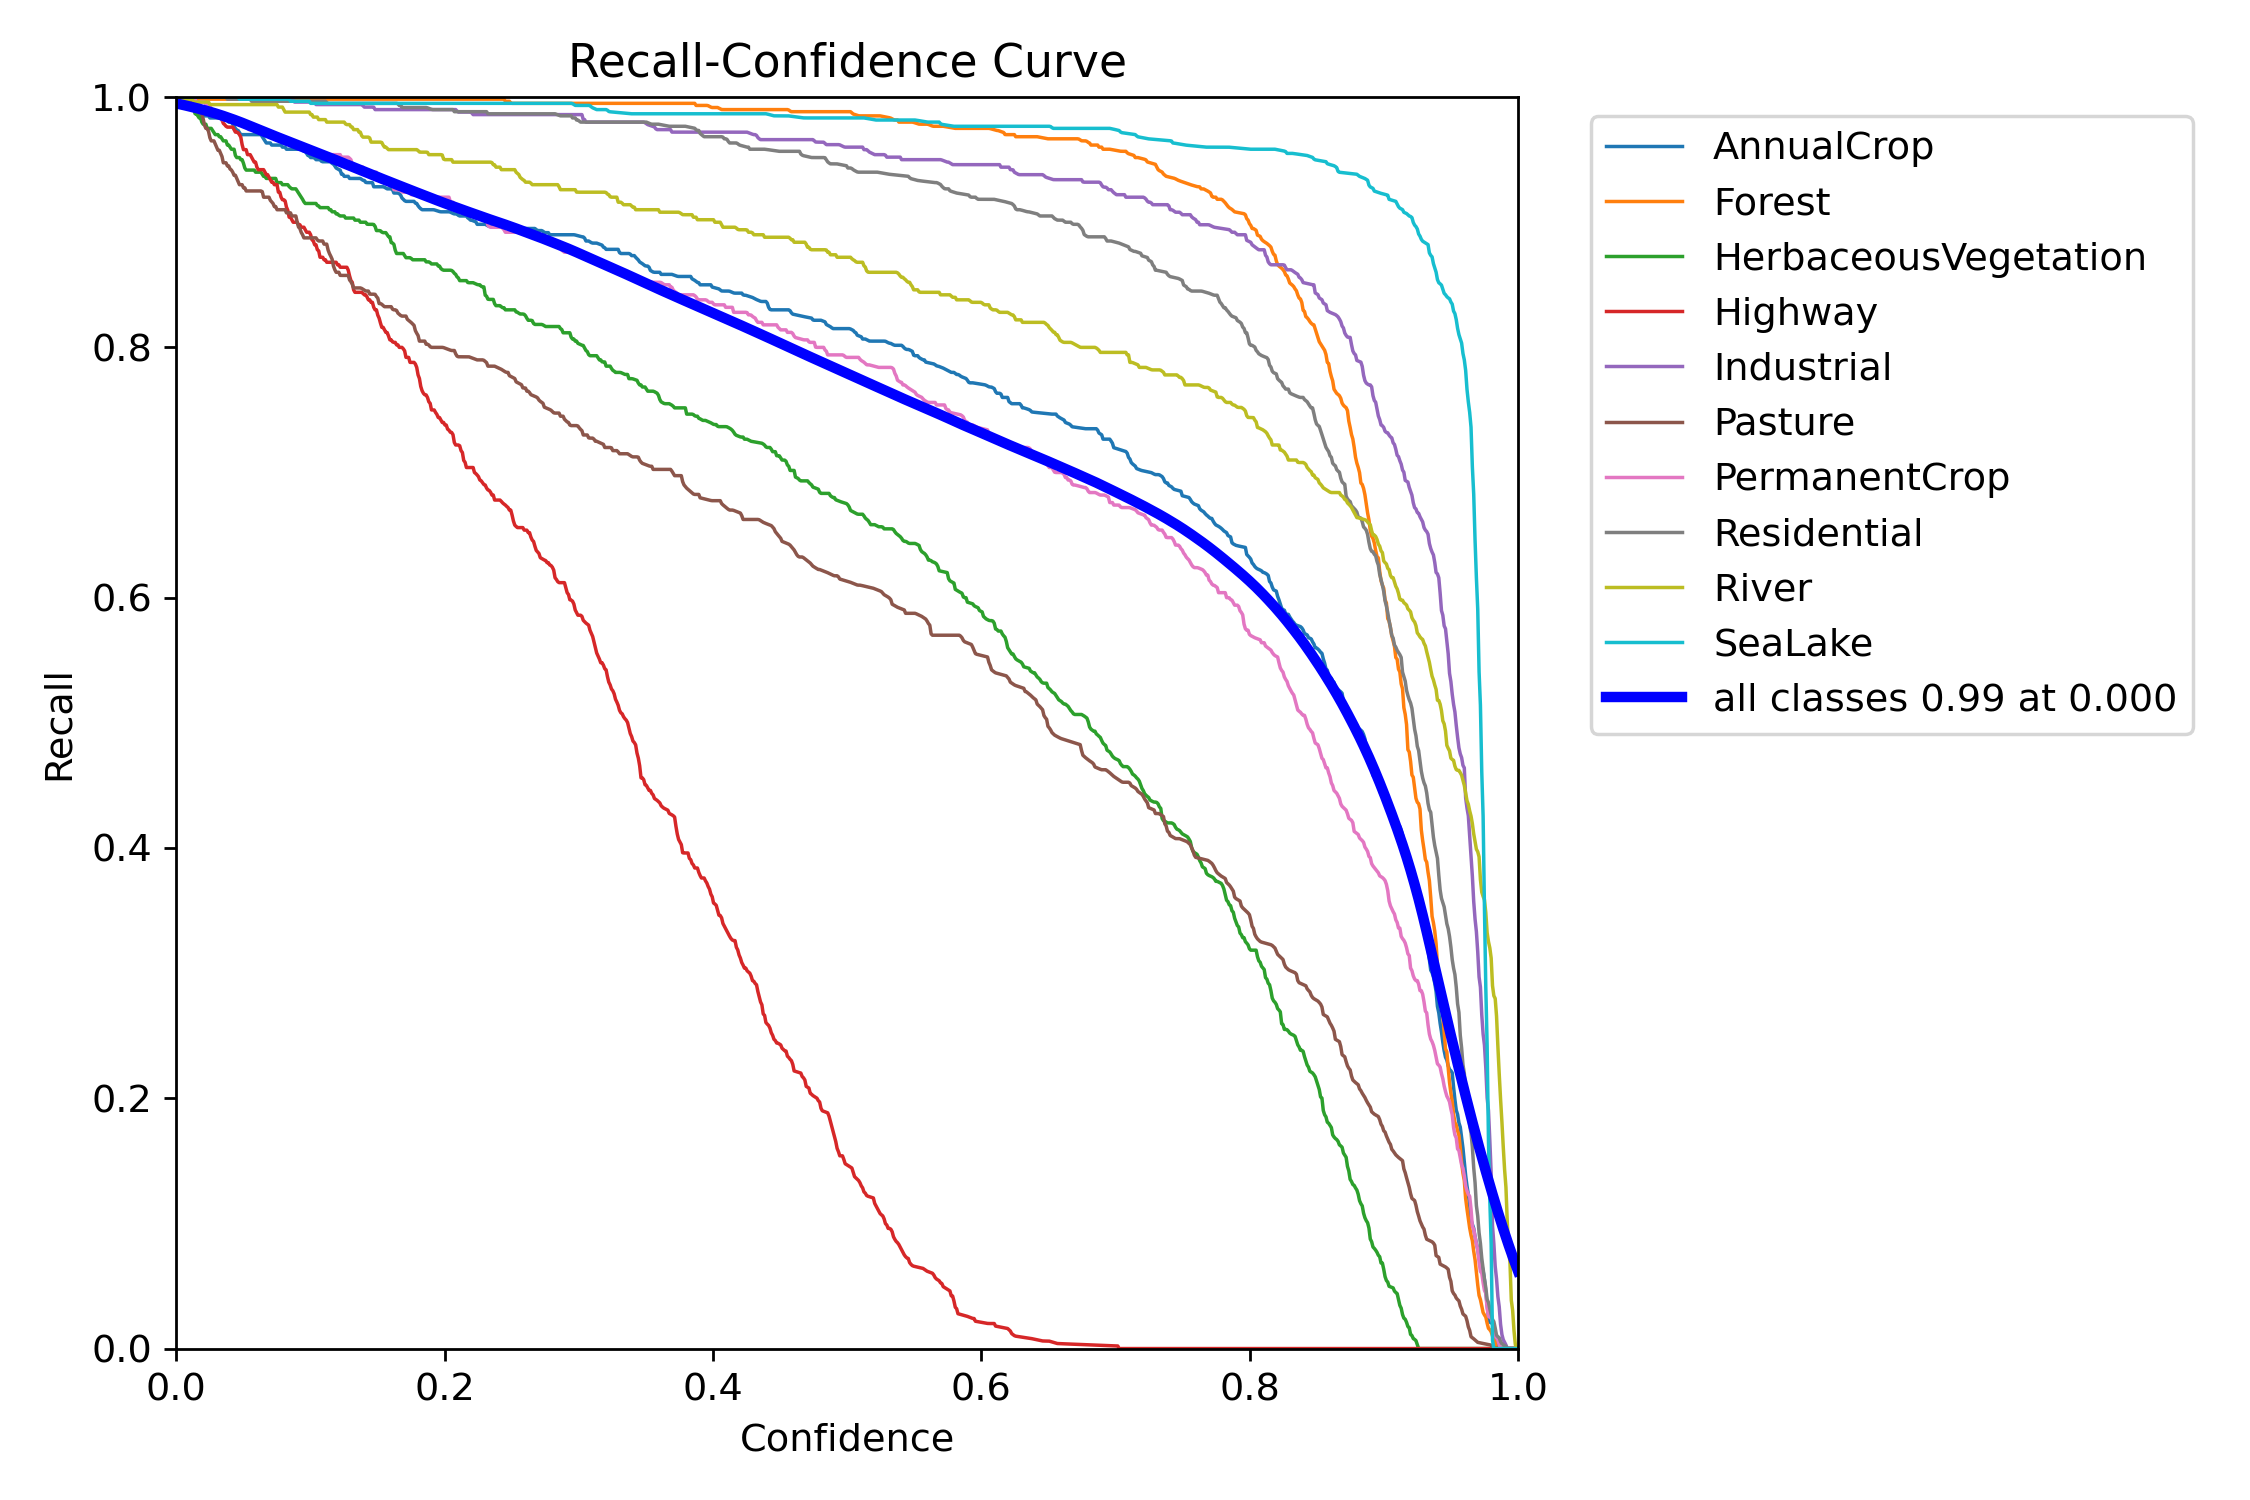 Recall-Confidence Curve
1.0
0.8
0.6
0.4
0.2
0.0
Recall
0.0 0.2 0.4 0.6 0.8 1.0
Confidence
AnnualCrop
Forest
HerbaceousVegetation
Highway
Industrial
Pasture
PermanentCrop
Residential
River
SeaLake
all classes 0.99 at 0.000